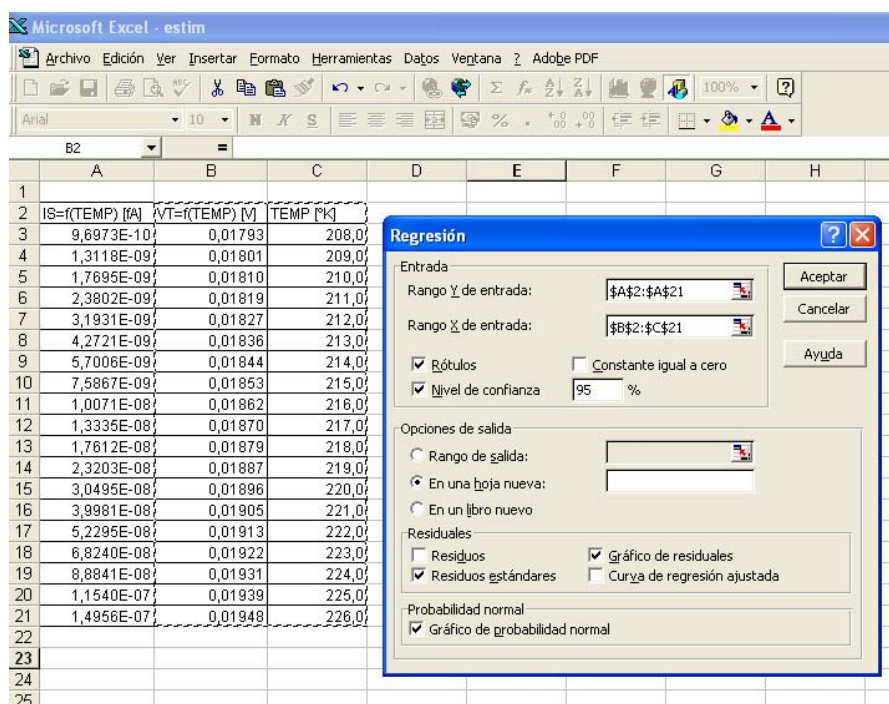 Microsoft Excel - estim
Archivo Edición Ver Insertar Formato Herramientas Datos Ventana ? Adobe PDF
100%
Arial 10 N K S
B2 =
A B C D E F G H
1
2 IS=f(TEMP) [fA] VT=f(TEMP) [V] TEMP [ºK]
3 9,6973E-10 0,01793 208,0
4 1,3118E-09 0,01801 209,0
5 1,7695E-09 0,01810 210,0
6 2,3802E-09 0,01819 211,0
7 3,1931E-09 0,01827 212,0
8 4,2721E-09 0,01836 213,0
9 5,7006E-09 0,01844 214,0
10 7,5867E-09 0,01853 215,0
11 1,0071E-08 0,01862 216,0
12 1,3335E-08 0,01870 217,0
13 1,7612E-08 0,01879 218,0
14 2,3203E-08 0,01887 219,0
15 3,0495E-08 0,01896 220,0
16 3,9981E-08 0,01905 221,0
17 5,2295E-08 0,01913 222,0
18 6,8240E-08 0,01922 223,0
19 8,8841E-08 0,01931 224,0
20 1,1540E-07 0,01939 225,0
21 1,4956E-07 0,01948 226,0
22
23
24
25
Regresión
Entrada
Rango Y de entrada: $A$2:$A$21
Rango X de entrada: $B$2:$C$21
Rótulos Constante igual a cero
Nivel de confianza 95 %
Aceptar
Cancelar
Ayuda
Opciones de salida
Rango de salida:
En una hoja nueva:
En un libro nuevo
Residuales
Residuos Gráfico de residuales
Residuos estándares Curva de regresión ajustada
Probabilidad normal
Gráfico de probabilidad normal